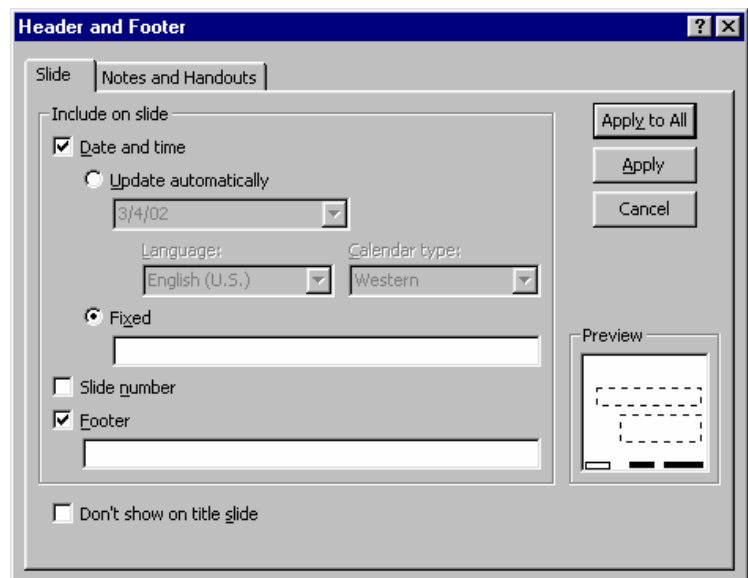 Header and Footer
Slide
Notes and Handouts
Include on slide
Date and time
Update automatically
3/4/02
Language:
Calendar type:
English (U.S.)
Western
Fixed
Slide number
Footer
Don't show on title slide
Apply to All
Apply
Cancel
Preview